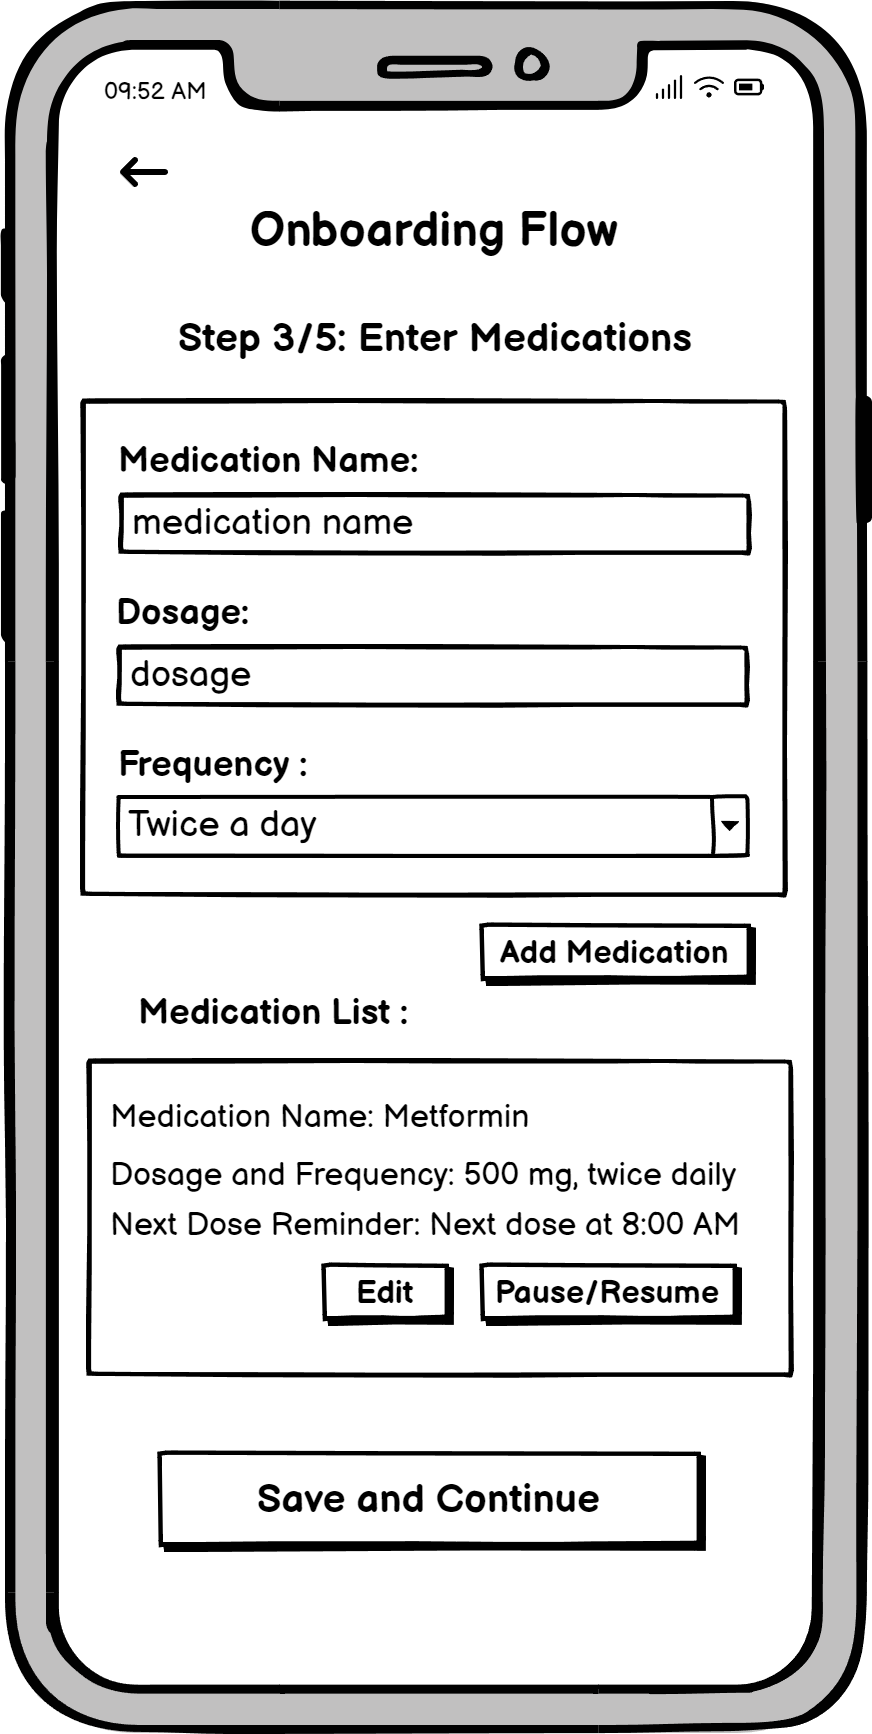 09:52 AM
Onboarding Flow
Step 3/5: Enter Medications
Medication Name:
medication name
Dosage:
dosage
Frequency :
Twice a day
Add Medication
Medication List :
Medication Name: Metformin
Dosage and Frequency: 500 mg, twice daily
Next Dose Reminder: Next dose at 8:00 AM
Edit Pause/Resume
Save and Continue